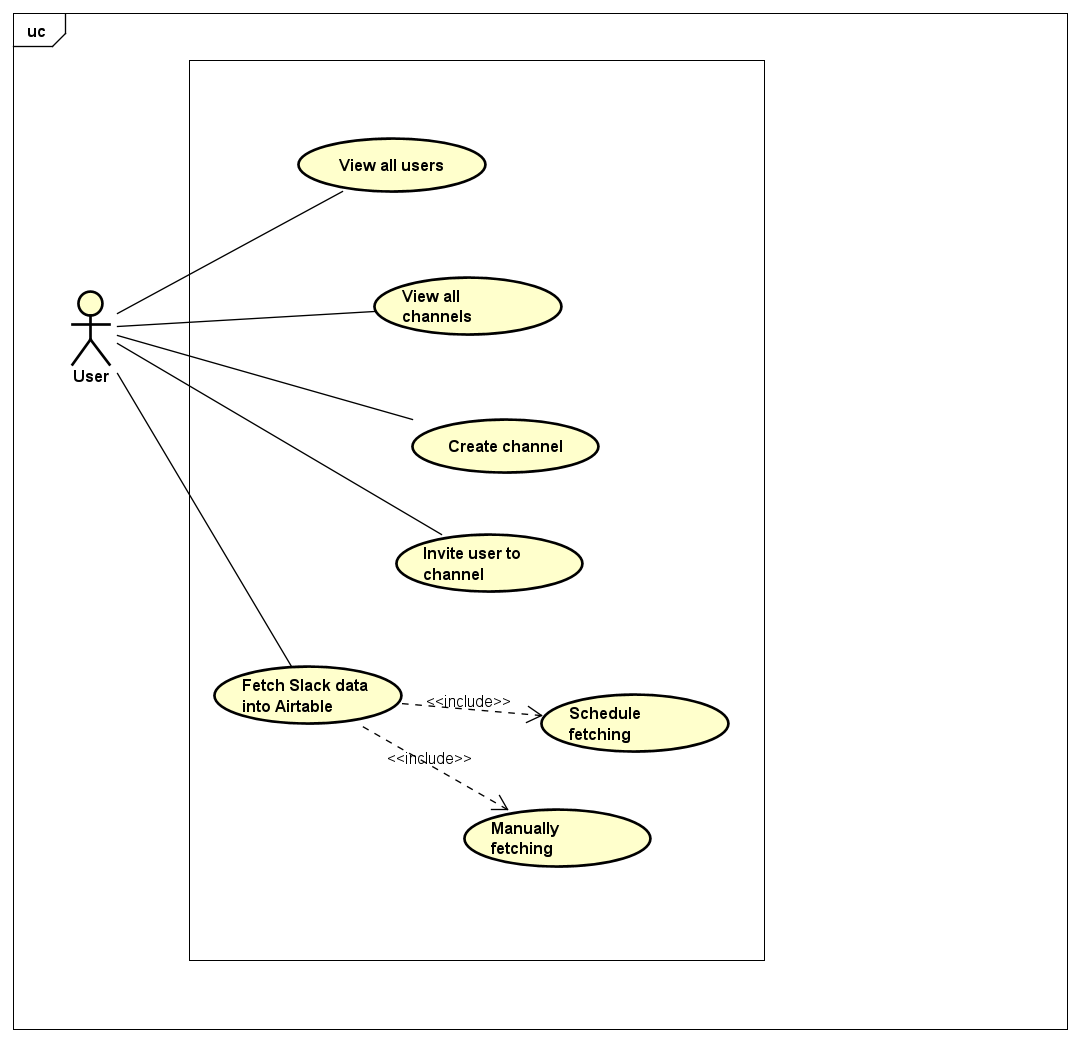 uc
View all users
View all
channels
User
Create channel
Invite user to
channel
Fetch Slack data
into Airtable
<<include>>
Schedule
fetching
<<include>>
Manually
fetching